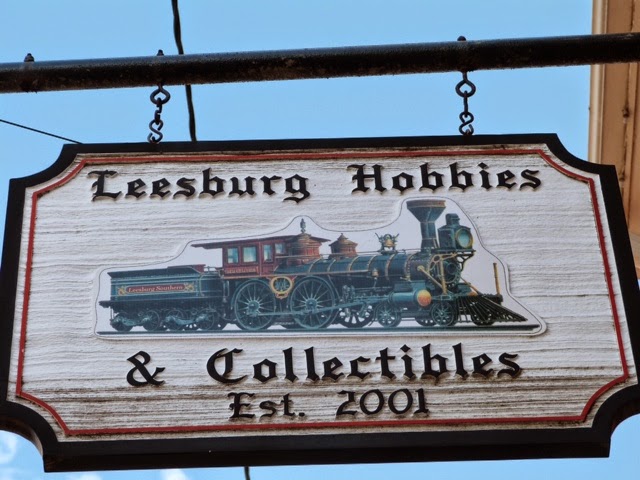 Leesburg Hobbies
Leesburg Southern
& Collectibles
Est. 2001